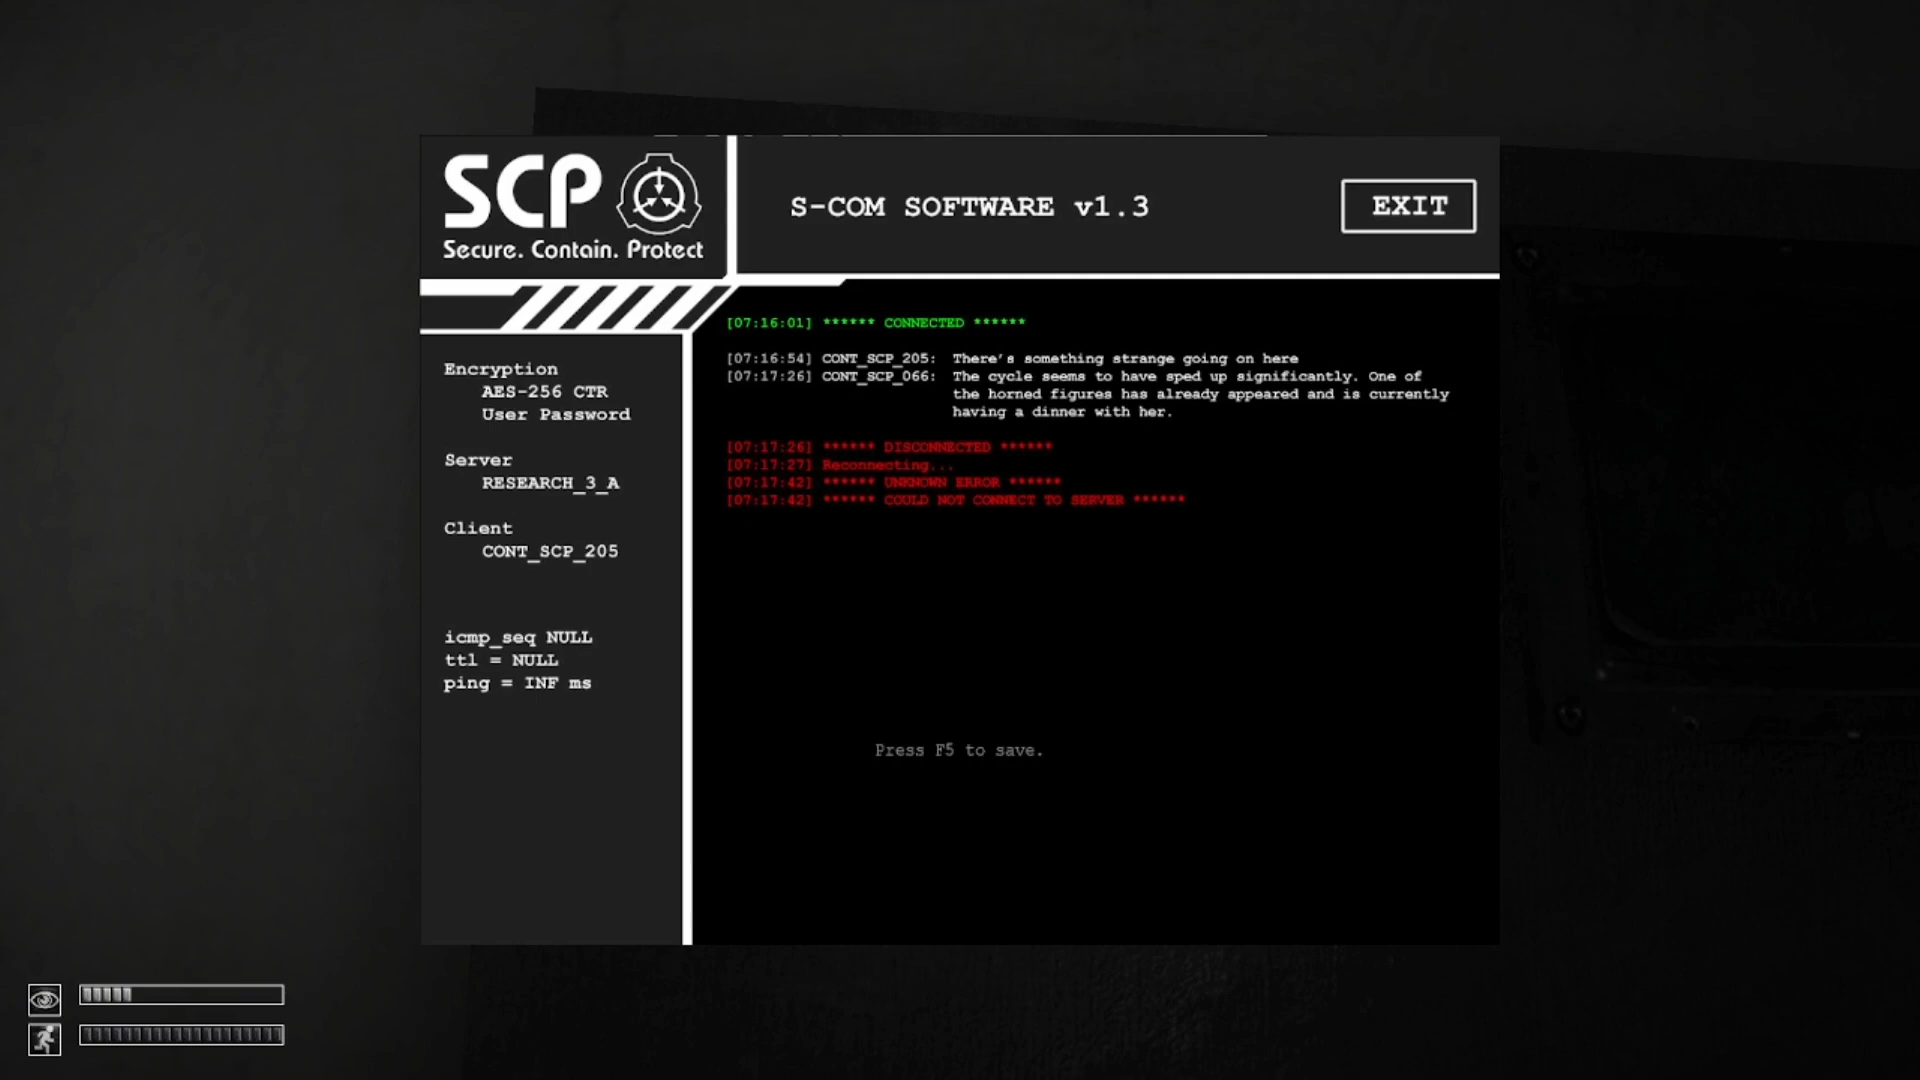 SCP
Secure. Contain. Protect
S-COM SOFTWARE v1.3
EXIT
Encryption
AES-256 CTR
User Password
Server
RESEARCH_3_A
Client
CONT_SCP_205
icmp_seq NULL
ttl = NULL
ping = INF ms
[07:16:01] ****** CONNECTED ******
[07:16:54] CONT_SCP_205: There's something strange going on here
[07:17:26] CONT_SCP_066: The cycle seems to have sped up significantly. One of
the horned figures has already appeared and is currently
having a dinner with her.
[07:17:26] ****** DISCONNECTED ******
[07:17:27] Reconnecting...
[07:17:42] ****** UNKNOWN ERROR ******
[07:17:42] ****** COULD NOT CONNECT TO SERVER ******
Press F5 to save.